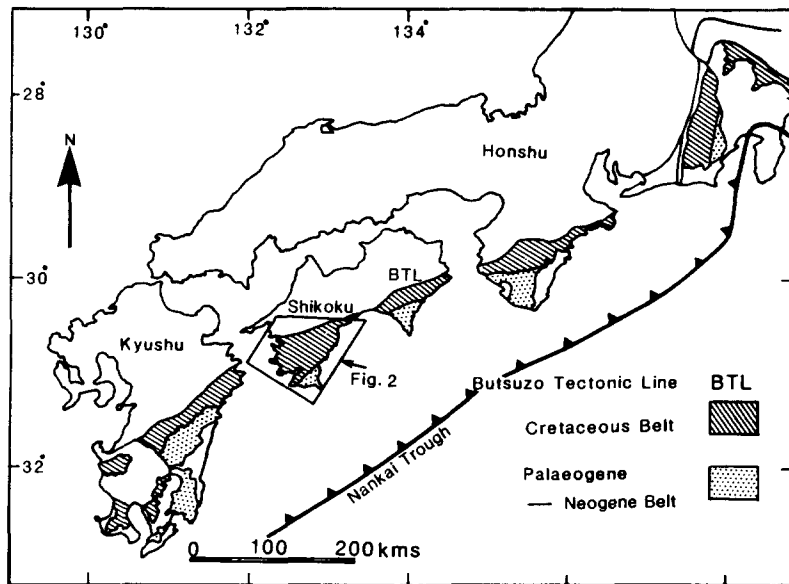 130°
132°
134°
28°
N
Honshu
30°
BTL
Shikoku
Kyushu
Fig. 2
Butsuzo Tectonic Line BTL
Cretaceous Belt
Nankai Trough
32°
Palaeogene
— Neogene Belt
0 100 200 kms